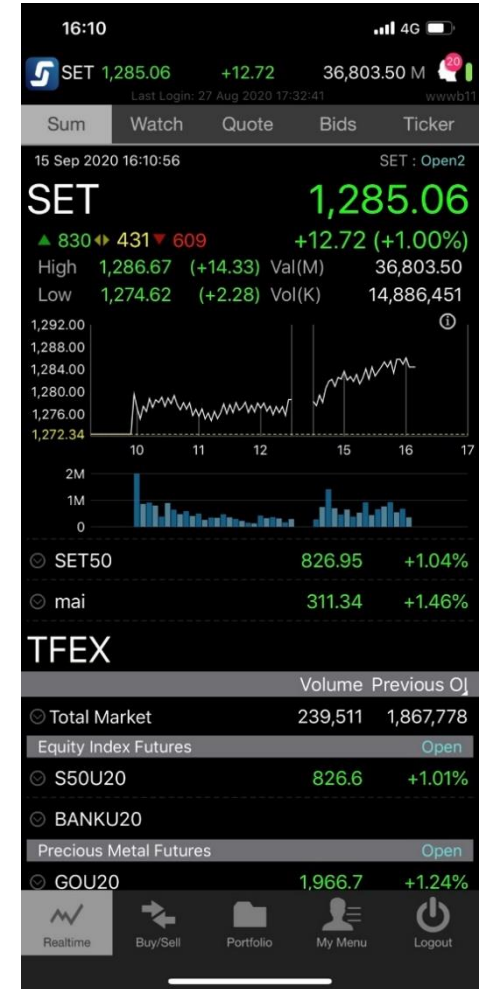 16:10 4G
SET 1,285.06 +12.72 36,803.50 M 20
Last Login: 27 Aug 2020 17:32:41 wwwb11
Sum Watch Quote Bids Ticker
15 Sep 2020 16:10:56 SET : Open2
SET 1,285.06
▲ 830 431 ▼ 609 +12.72 (+1.00%)
High 1,286.67 (+14.33) Val(M) 36,803.50
Low 1,274.62 (+2.28) Vol(K) 14,886,451
1,292.00
1,288.00
1,284.00
1,280.00
1,276.00
1,272.34
10 11 12 15 16 17
2M
1M
0
SET50 826.95 +1.04%
mai 311.34 +1.46%
TFEX
Volume Previous O
Total Market 239,511 1,867,778
Equity Index Futures Open
S50U20 826.6 +1.01%
BANKU20
Precious Metal Futures Open
GOU20 1,966.7 +1.24%
Realtime Buy/Sell Portfolio My Menu Logout